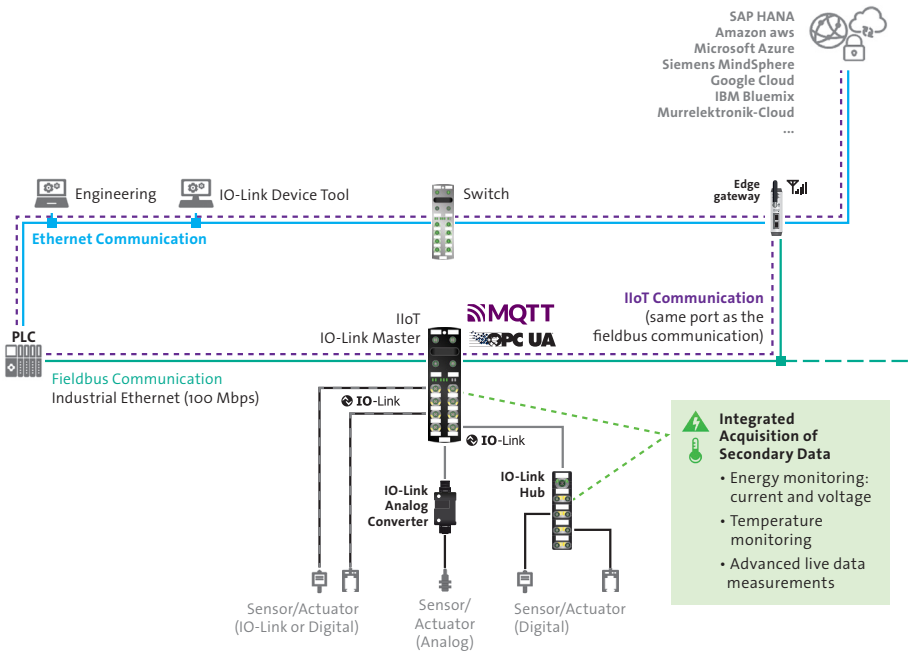 SAP HANA
Amazon aws
Microsoft Azure
Siemens MindSphere
Google Cloud
IBM Bluemix
Murrelektronik-Cloud
...
Engineering
IO-Link Device Tool
Switch
Edge
gateway
Ethernet Communication
IIoT Communication
(same port as the
fieldbus communication)
IIoT
IO-Link Master
MQTT
OPC UA
PLC
Fieldbus Communication
Industrial Ethernet (100 Mbps)
IO-Link
IO-Link
Integrated
Acquisition of
Secondary Data
• Energy monitoring:
current and voltage
• Temperature
monitoring
• Advanced live data
measurements
IO-Link
Hub
IO-Link
Analog
Converter
Sensor/Actuator
(IO-Link or Digital)
Sensor/
Actuator
(Analog)
Sensor/Actuator
(Digital)